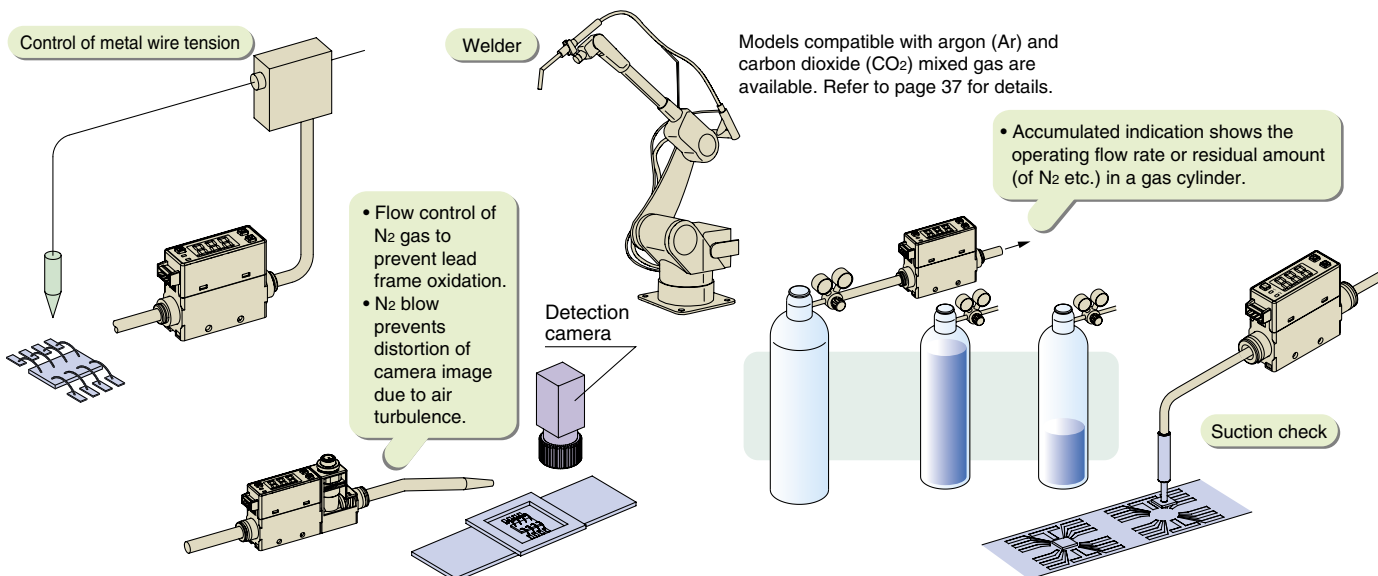 Control of metal wire tension
Welder
Models compatible with argon (Ar) and
carbon dioxide (CO2) mixed gas are
available. Refer to page 37 for details.
• Accumulated indication shows the
operating flow rate or residual amount
(of N2 etc.) in a gas cylinder.
• Flow control of
N2 gas to
prevent lead
frame oxidation.
• N2 blow
prevents
distortion of
camera image
due to air
turbulence.
Detection
camera
Suction check